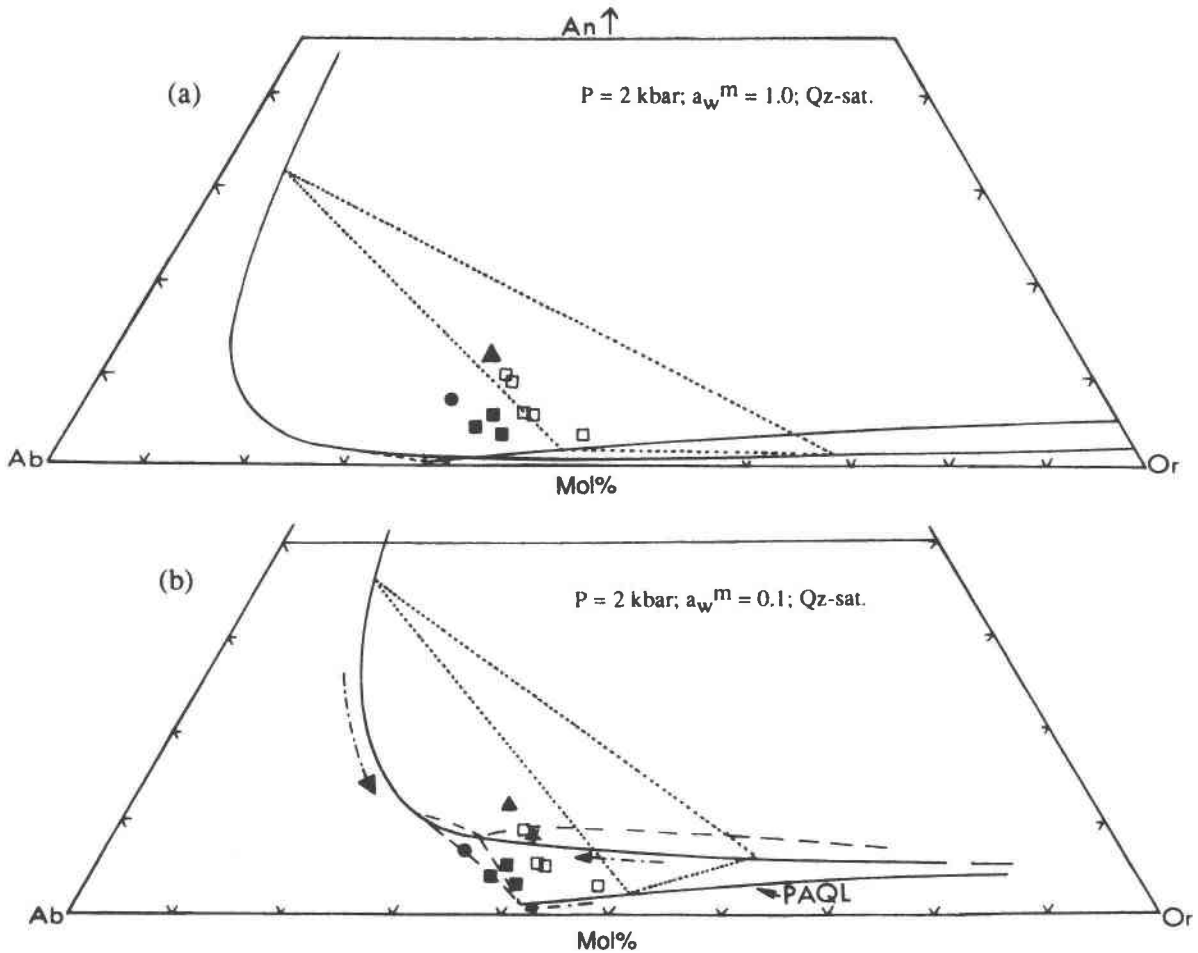 An ↑
(a)
P = 2 kbar; a_w^m = 1.0; Qz-sat.
Ab
Or
Mol%
(b)
P = 2 kbar; a_w^m = 0.1; Qz-sat.
PAQL
Ab
Or
Mol%